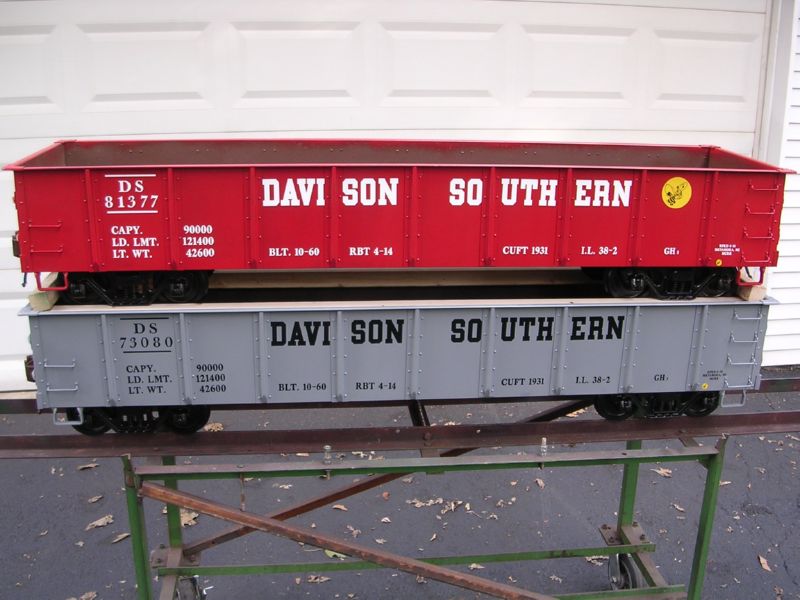 DS
81377
DAVISON SOUTHERN
CAPY. 90000
LD. LMT. 121400
LT. WT. 42600
BLT. 10-60 RBT 4-14
CUFT 1931 I.L. 38-2 GH
DS
73080
DAVISON SOUTHERN
CAPY. 90000
LD. LMT. 121400
LT. WT. 42600
BLT. 10-60 RBT 4-14
CUFT 1931 I.L. 38-2 GH